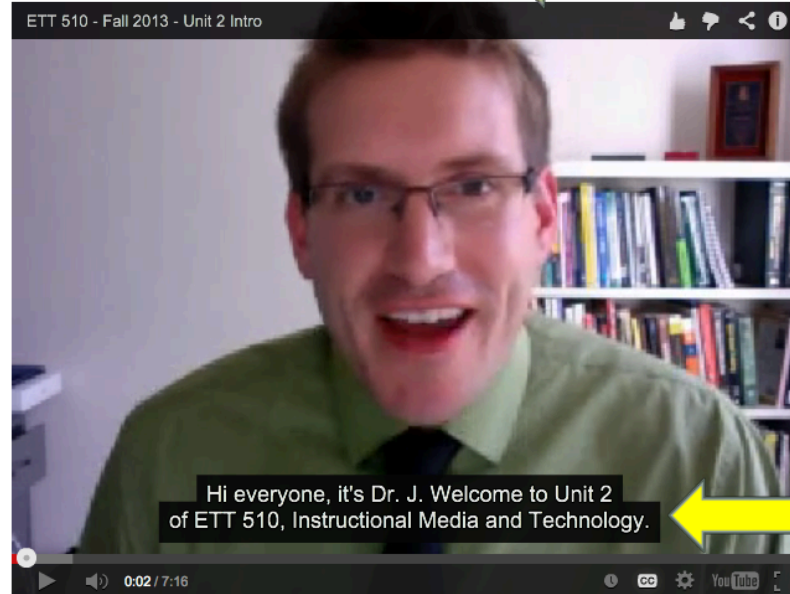 ETT 510 - Fall 2013 - Unit 2 Intro
Hi everyone, it's Dr. J. Welcome to Unit 2
of ETT 510, Instructional Media and Technology.
0:02 / 7:16
CC
YouTube